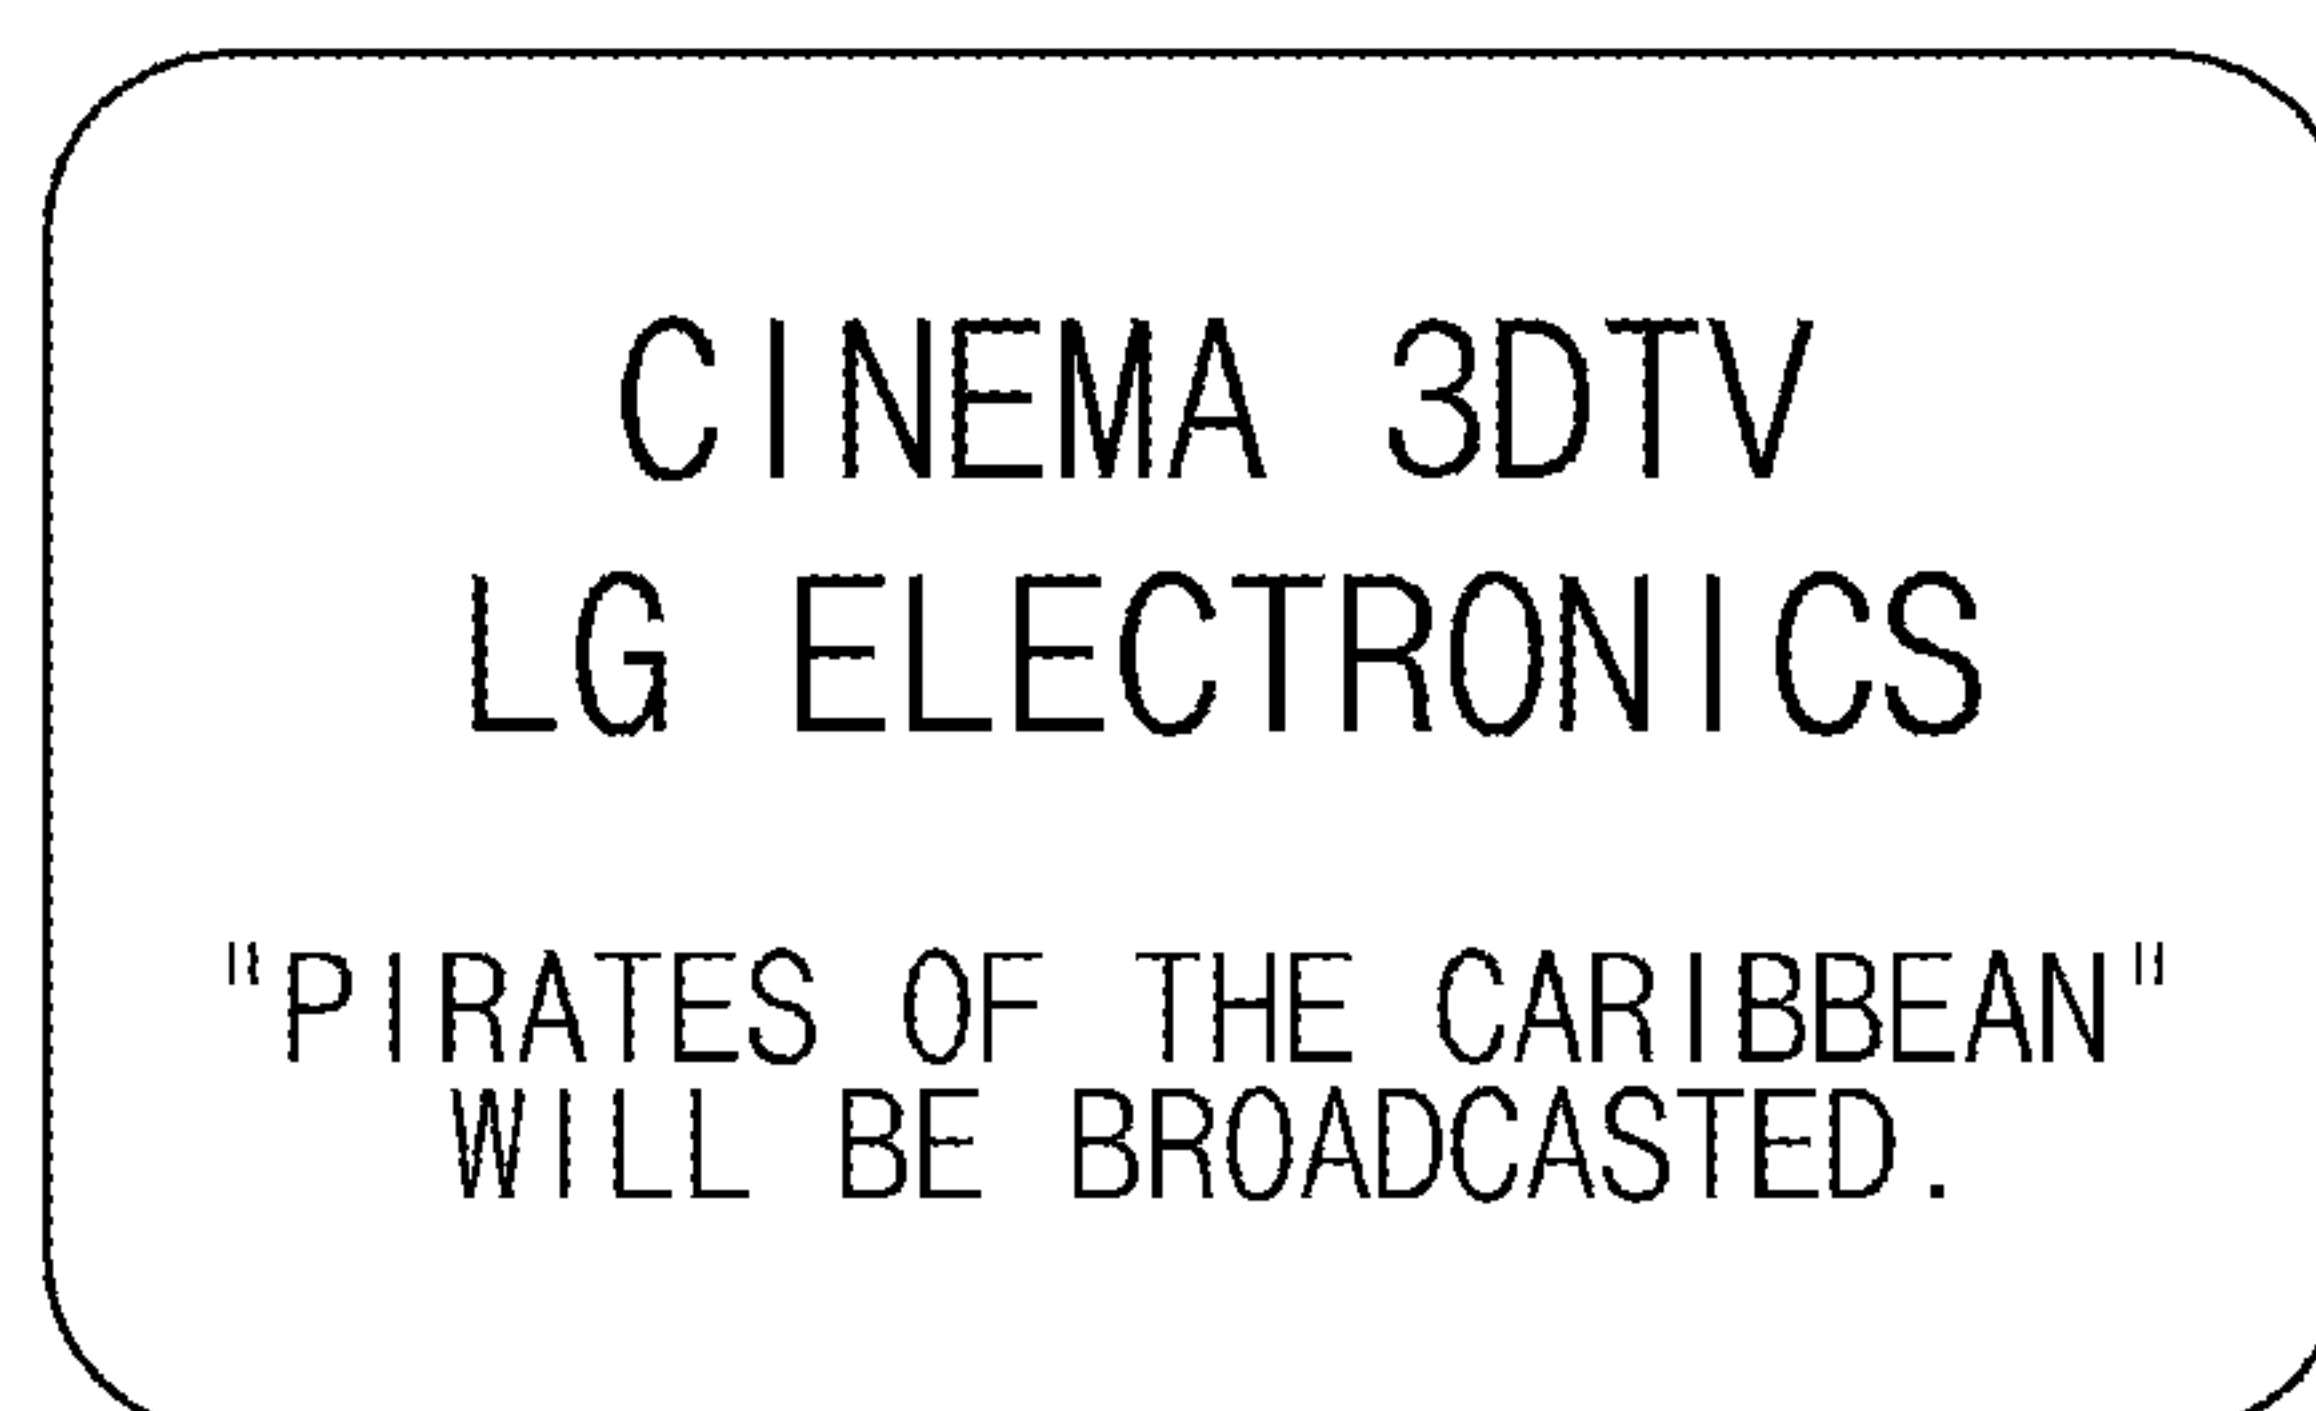 CINEMA 3DTV
LG ELECTRONICS
"PIRATES OF THE CARIBBEAN"
WILL BE BROADCASTED.